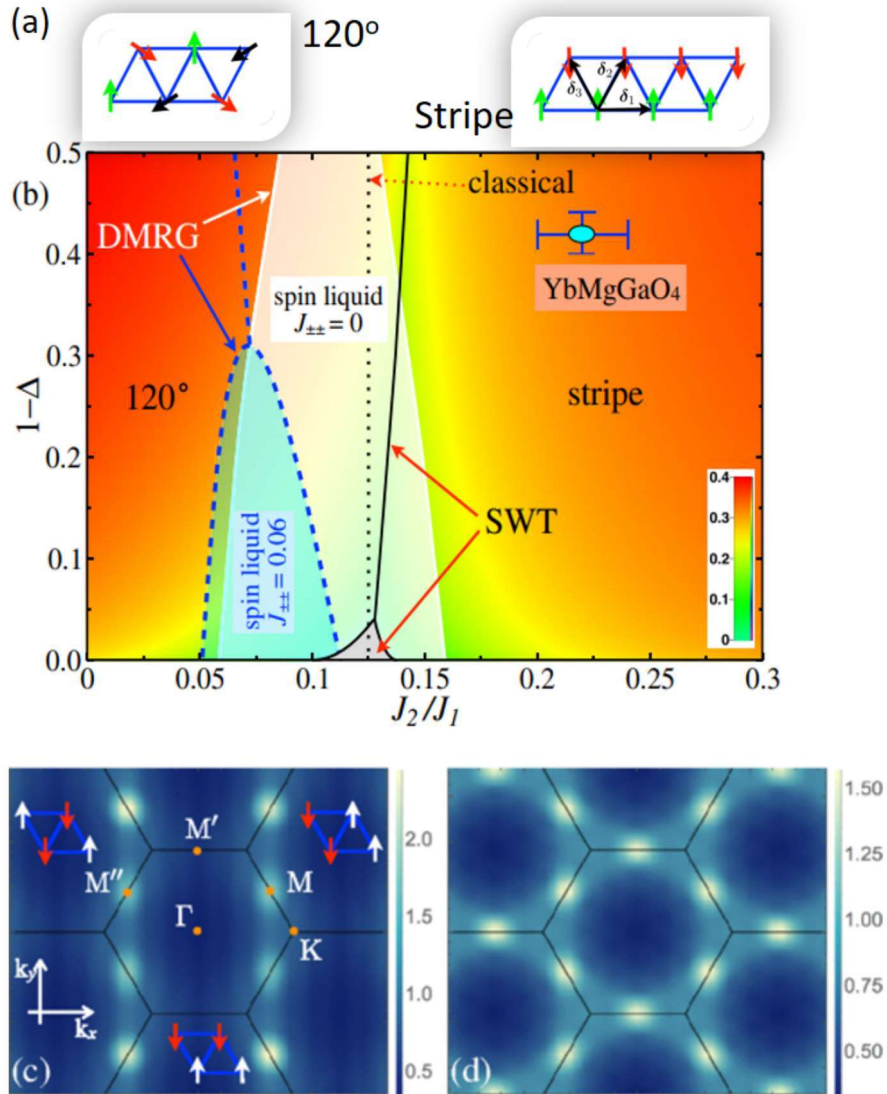 (a)
120°
Stripe
δ₃
δ₂
δ₁
(b)
0.5
0.4
0.3
0.2
0.1
0.0
1−Δ
DMRG
classical
spin liquid
J±± = 0
YbMgGaO₄
120°
stripe
spin liquid
J±± = 0.06
SWT
0.4
0.3
0.2
0.1
0
0
0.05
0.1
0.15
0.2
0.25
0.3
J₂/J₁
M′
M″
M
Γ
K
k_y
k_x
(c)
2.0
1.5
1.0
0.5
(d)
1.50
1.25
1.00
0.75
0.50